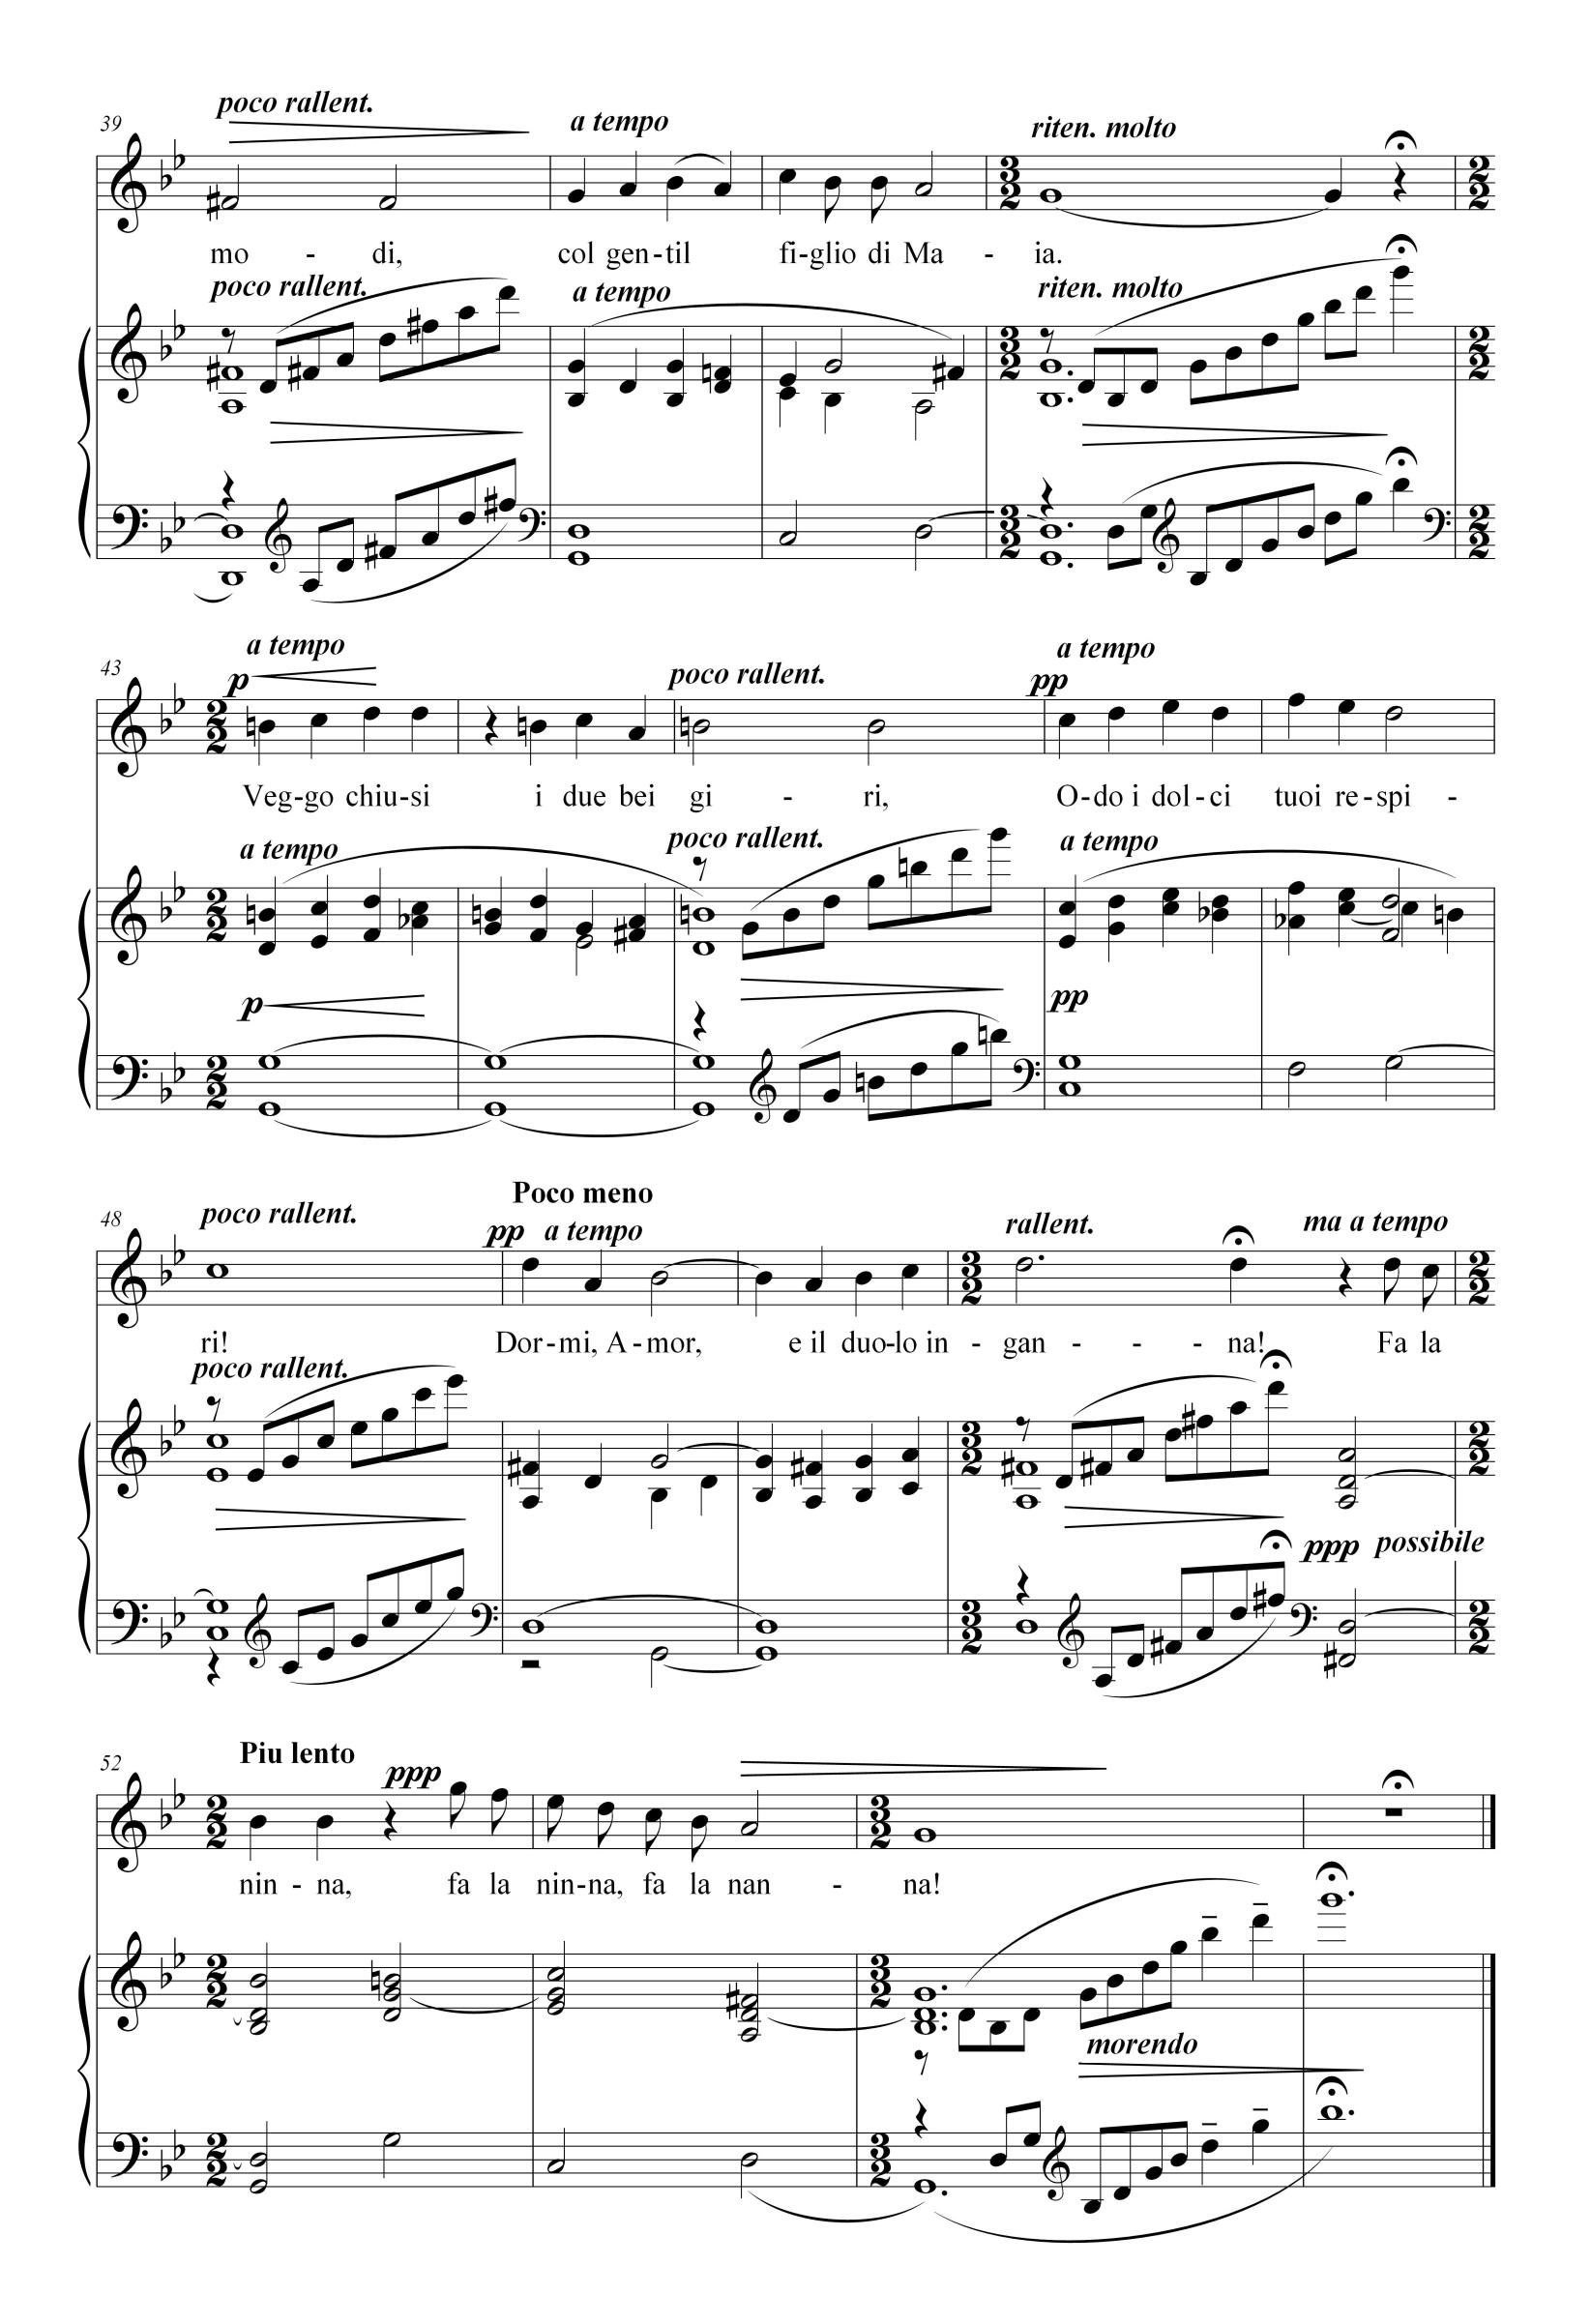 poco rallent.
39
a tempo
riten. molto
mo - di, col gen - til fi - glio di Ma - ia.
poco rallent. a tempo riten. molto
a tempo
43
p poco rallent. pp a tempo
Veg - go chiu - si i due bei gi - ri, O - do i dol - ci tuoi re - spi -
a tempo poco rallent. a tempo
p pp
Poco meno
48 poco rallent. pp a tempo rallent. ma a tempo
ri! Dor - mi, A - mor, e il duo - lo in - gan - - - na! Fa la
poco rallent.
ppp possibile
52 Piu lento
ppp
nin - na, fa la nin - na, fa la nan - na!
morendo